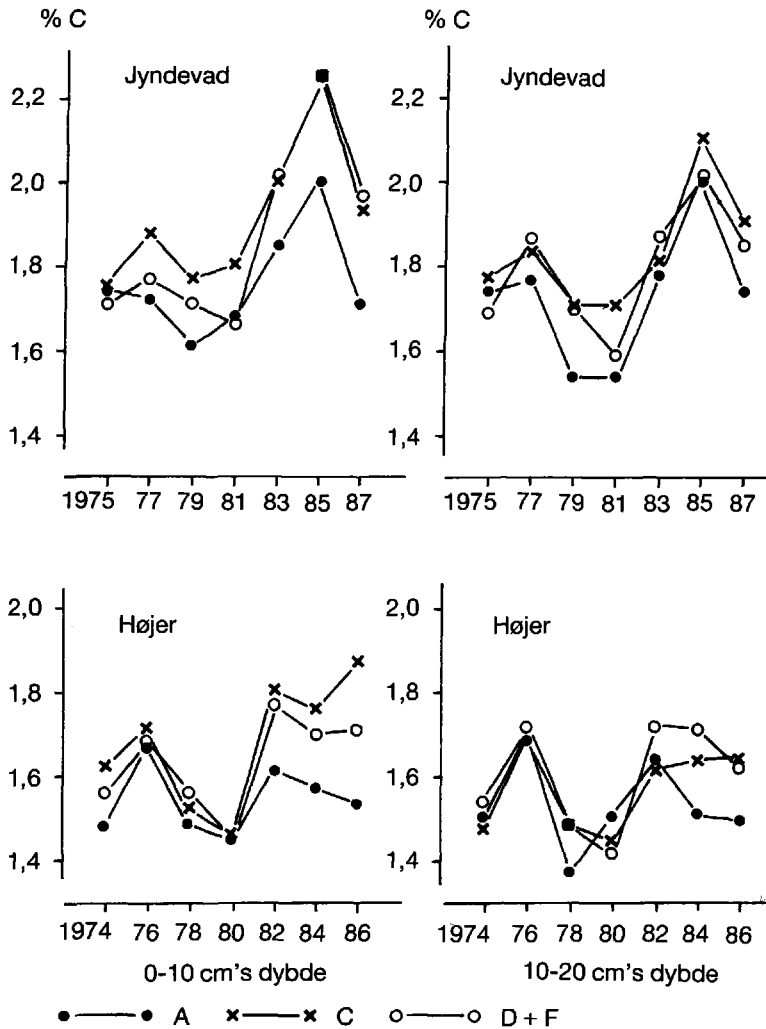 % C
% C
Jyndevad
Jyndevad
2,2
2,0
1,8
1,6
1,4
2,2
2,0
1,8
1,6
1,4
1975 77 79 81 83 85 87
1975 77 79 81 83 85 87
Højer
Højer
2,0
1,8
1,6
1,4
2,0
1,8
1,6
1,4
1974 76 78 80 82 84 86
1974 76 78 80 82 84 86
0-10 cm's dybde
10-20 cm's dybde
A C D + F